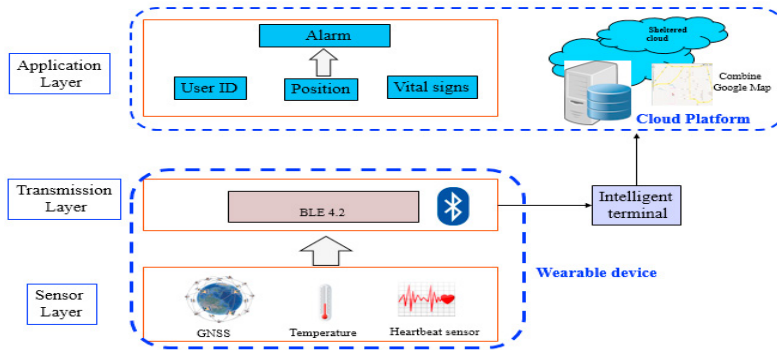 Application
Layer
Alarm
User ID
Position
Vital signs
Sheltered
cloud
Combine
Google Map
Cloud Platform
Transmission
Layer
BLE 4.2
Intelligent
terminal
Wearable device
Sensor
Layer
GNSS
Temperature
Heartbeat sensor